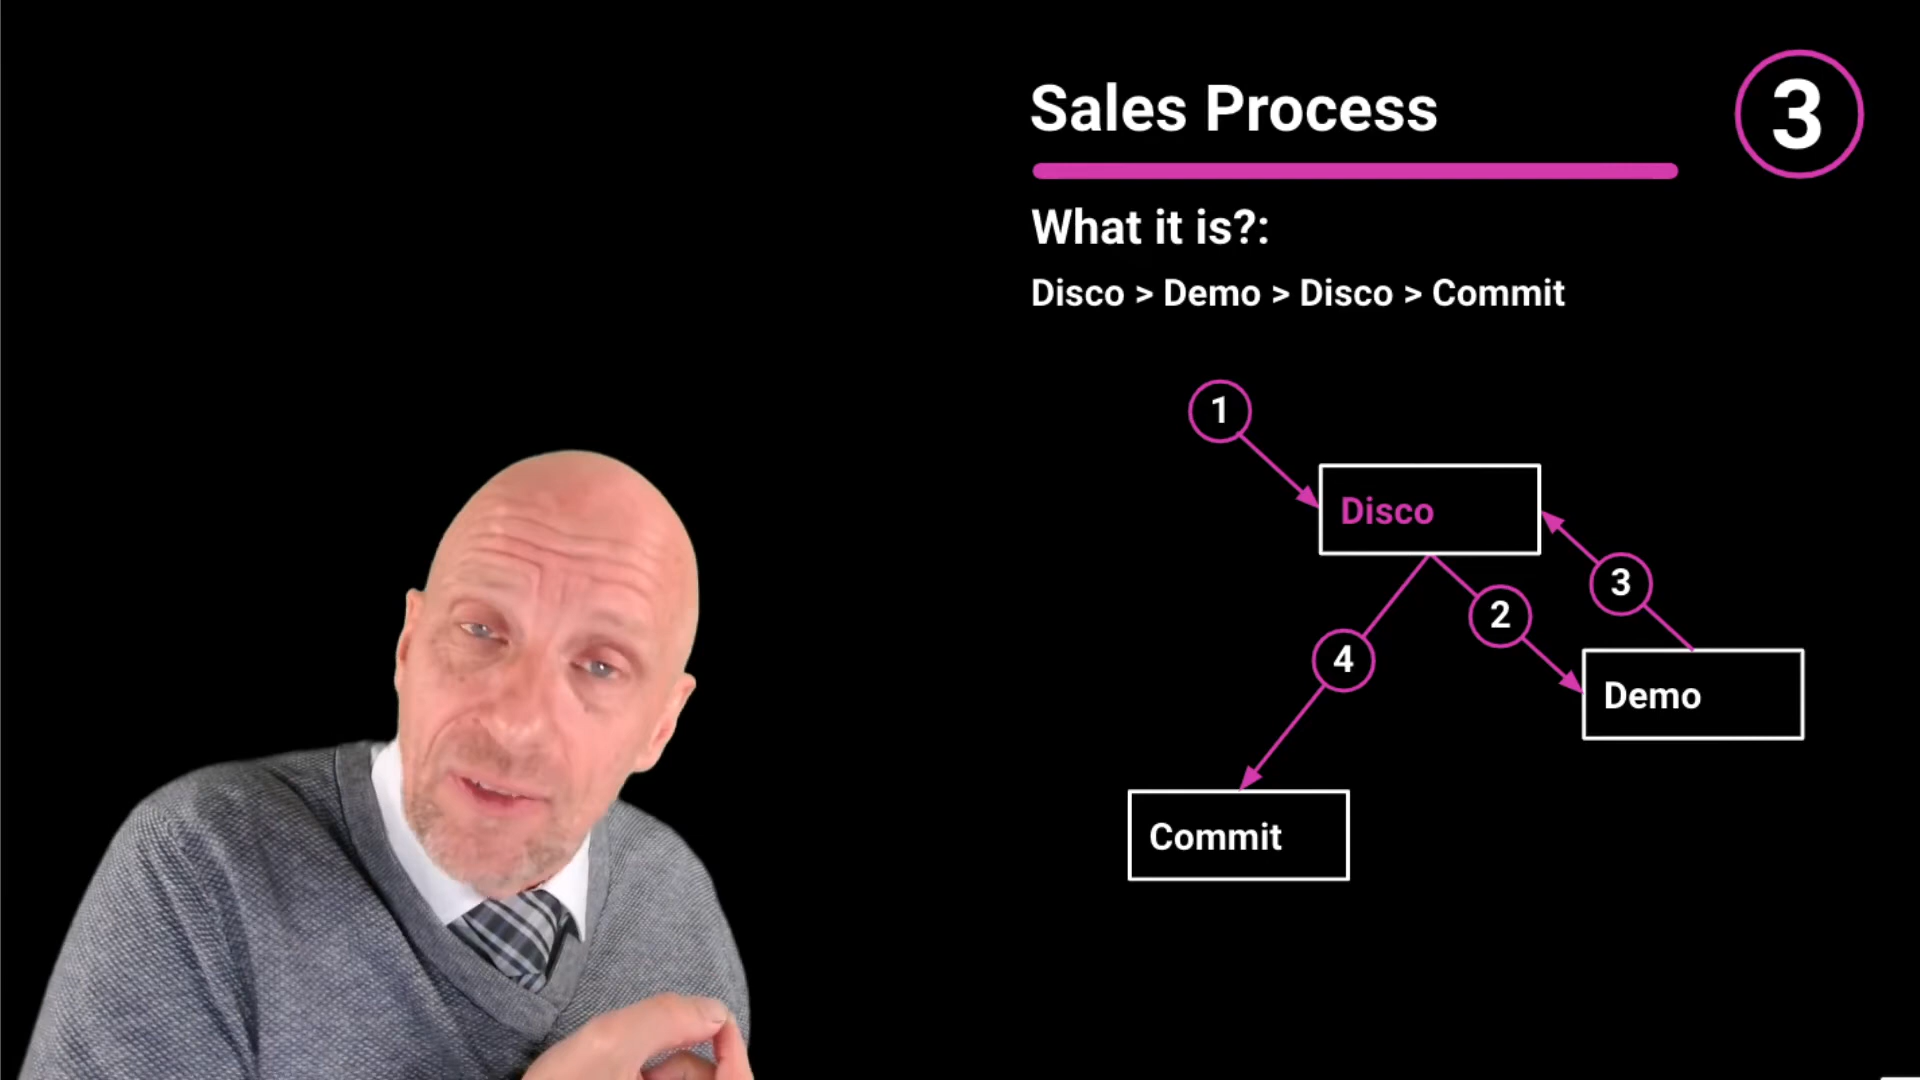 Sales Process
3
What it is?:
Disco > Demo > Disco > Commit
1
Disco
3
2
4
Demo
Commit